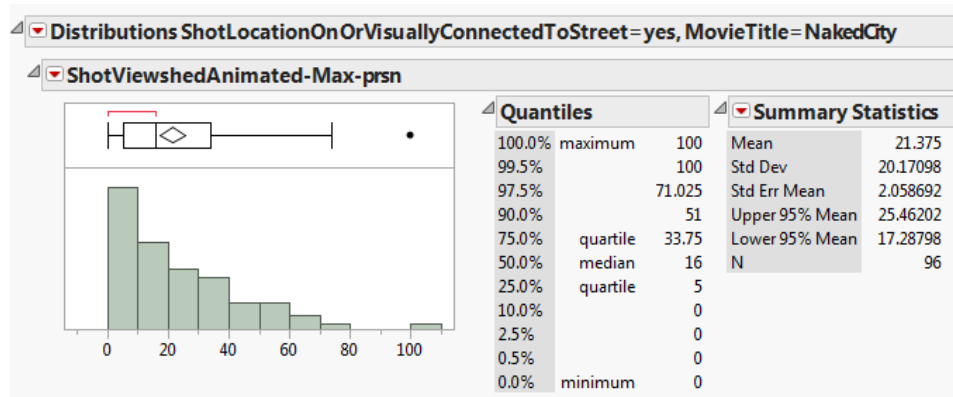 Distributions ShotLocationOnOrVisuallyConnectedToStreet=yes, MovieTitle=NakedCity
ShotViewshedAnimated-Max-prsn
0 20 40 60 80 100
Quantiles
100.0% maximum 100
99.5% 100
97.5% 71.025
90.0% 51
75.0% quartile 33.75
50.0% median 16
25.0% quartile 5
10.0% 0
2.5% 0
0.5% 0
0.0% minimum 0
Summary Statistics
Mean 21.375
Std Dev 20.17098
Std Err Mean 2.058692
Upper 95% Mean 25.46202
Lower 95% Mean 17.28798
N 96